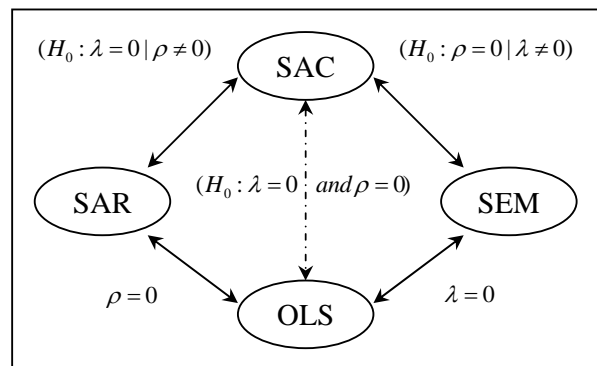 (H₀ : λ = 0 | ρ ≠ 0)
(H₀ : ρ = 0 | λ ≠ 0)
SAC
SAR
(H₀ : λ = 0 and ρ = 0)
SEM
ρ = 0
λ = 0
OLS